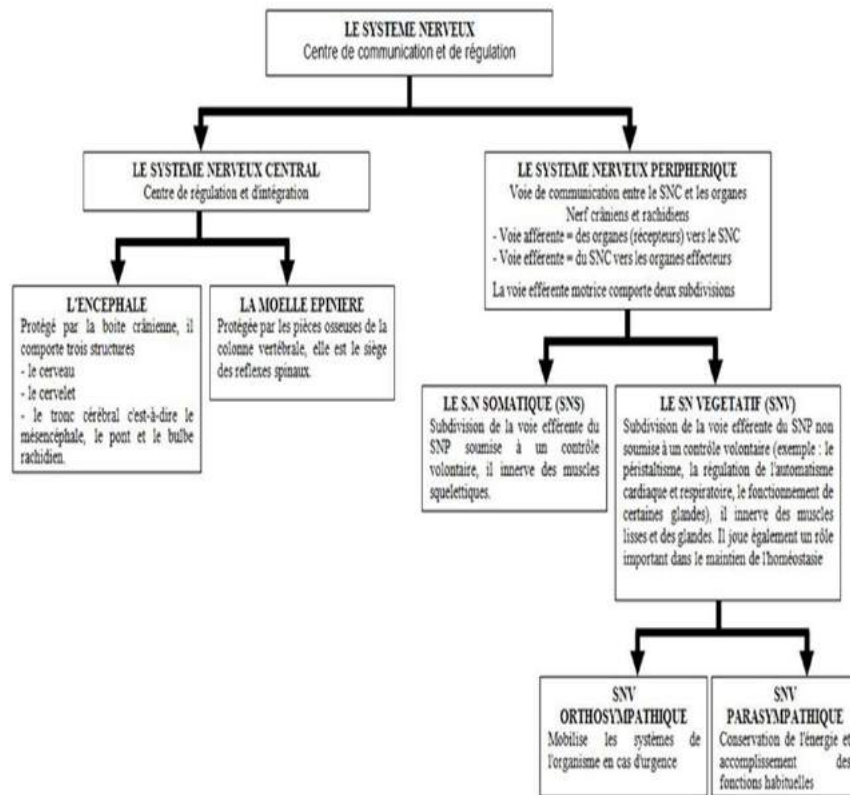 LE SYSTEME NERVEUX
Centre de communication et de régulation
LE SYSTEME NERVEUX CENTRAL
Centre de régulation et d'intégration
LE SYSTEME NERVEUX PERIPHERIQUE
Voie de communication entre le SNC et les organes
Nerf crâniens et rachidiens
- Voie afférente = des organes (récepteurs) vers le SNC
- Voie efférente = du SNC vers les organes effecteurs
La voie efférente motrice comporte deux subdivisions
L'ENCEPHALE
Protégé par la boite crânienne, il
comporte trois structures
- le cerveau
- le cervelet
- le tronc cérébral c'est-à-dire le
mésencéphale, le pont et le bulbe
rachidien.
LA MOELLE EPINIERE
Protégée par les pièces osseuses de la
colonne vertébrale, elle est le siège
des reflexes spinaux.
LE S.N SOMATIQUE (SNS)
Subdivision de la voie efférente du
SNP soumise à un contrôle
volontaire, il innerve des muscles
squelettiques.
LE SN VEGETATIF (SNV)
Subdivision de la voie efférente du SNP non
soumise à un contrôle volontaire (exemple : le
péristaltisme, la régulation de l'automatisme
cardiaque et respiratoire, le fonctionnement de
certaines glandes), il innerve des muscles
lisses et des glandes. Il joue également un rôle
important dans le maintien de l'homéostasie
SNV
ORTHOSYMPATHIQUE
Mobilise les systèmes de
l'organisme en cas d'urgence
SNV
PARASYMPATHIQUE
Conservation de l'énergie et
accomplissement des
fonctions habituelles